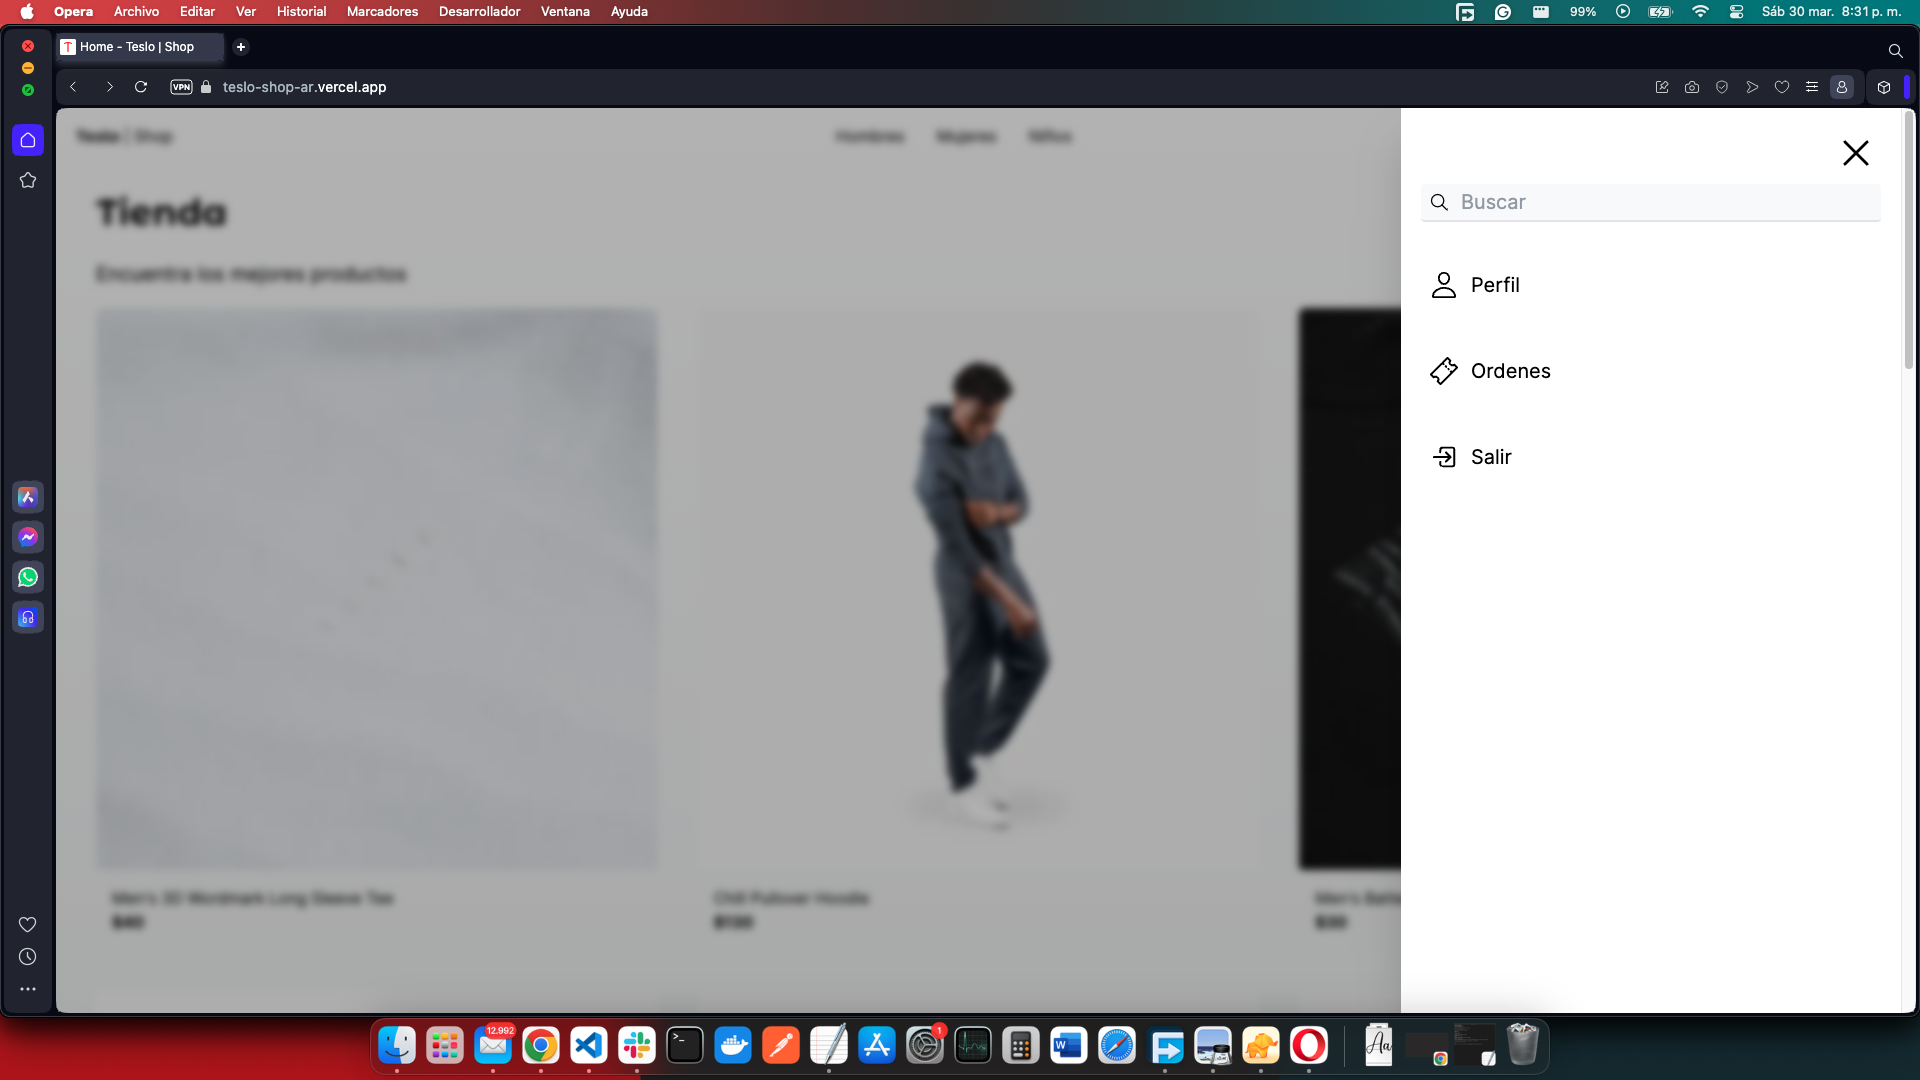 Opera Archivo Editar Ver Historial Marcadores Desarrollador Ventana Ayuda 99% Sáb 30 mar. 8:31 p. m.
T Home - Teslo | Shop
VPN teslo-shop-ar.vercel.app
Teslo | Shop Hombres Mujeres Niños
Tienda
Encuentra los mejores productos
Buscar
Perfil
Ordenes
Salir
Men's 3D Wordmark Long Sleeve Tee
$40
Chill Pullover Hoodie
$130
Men's
$30
12.992
1